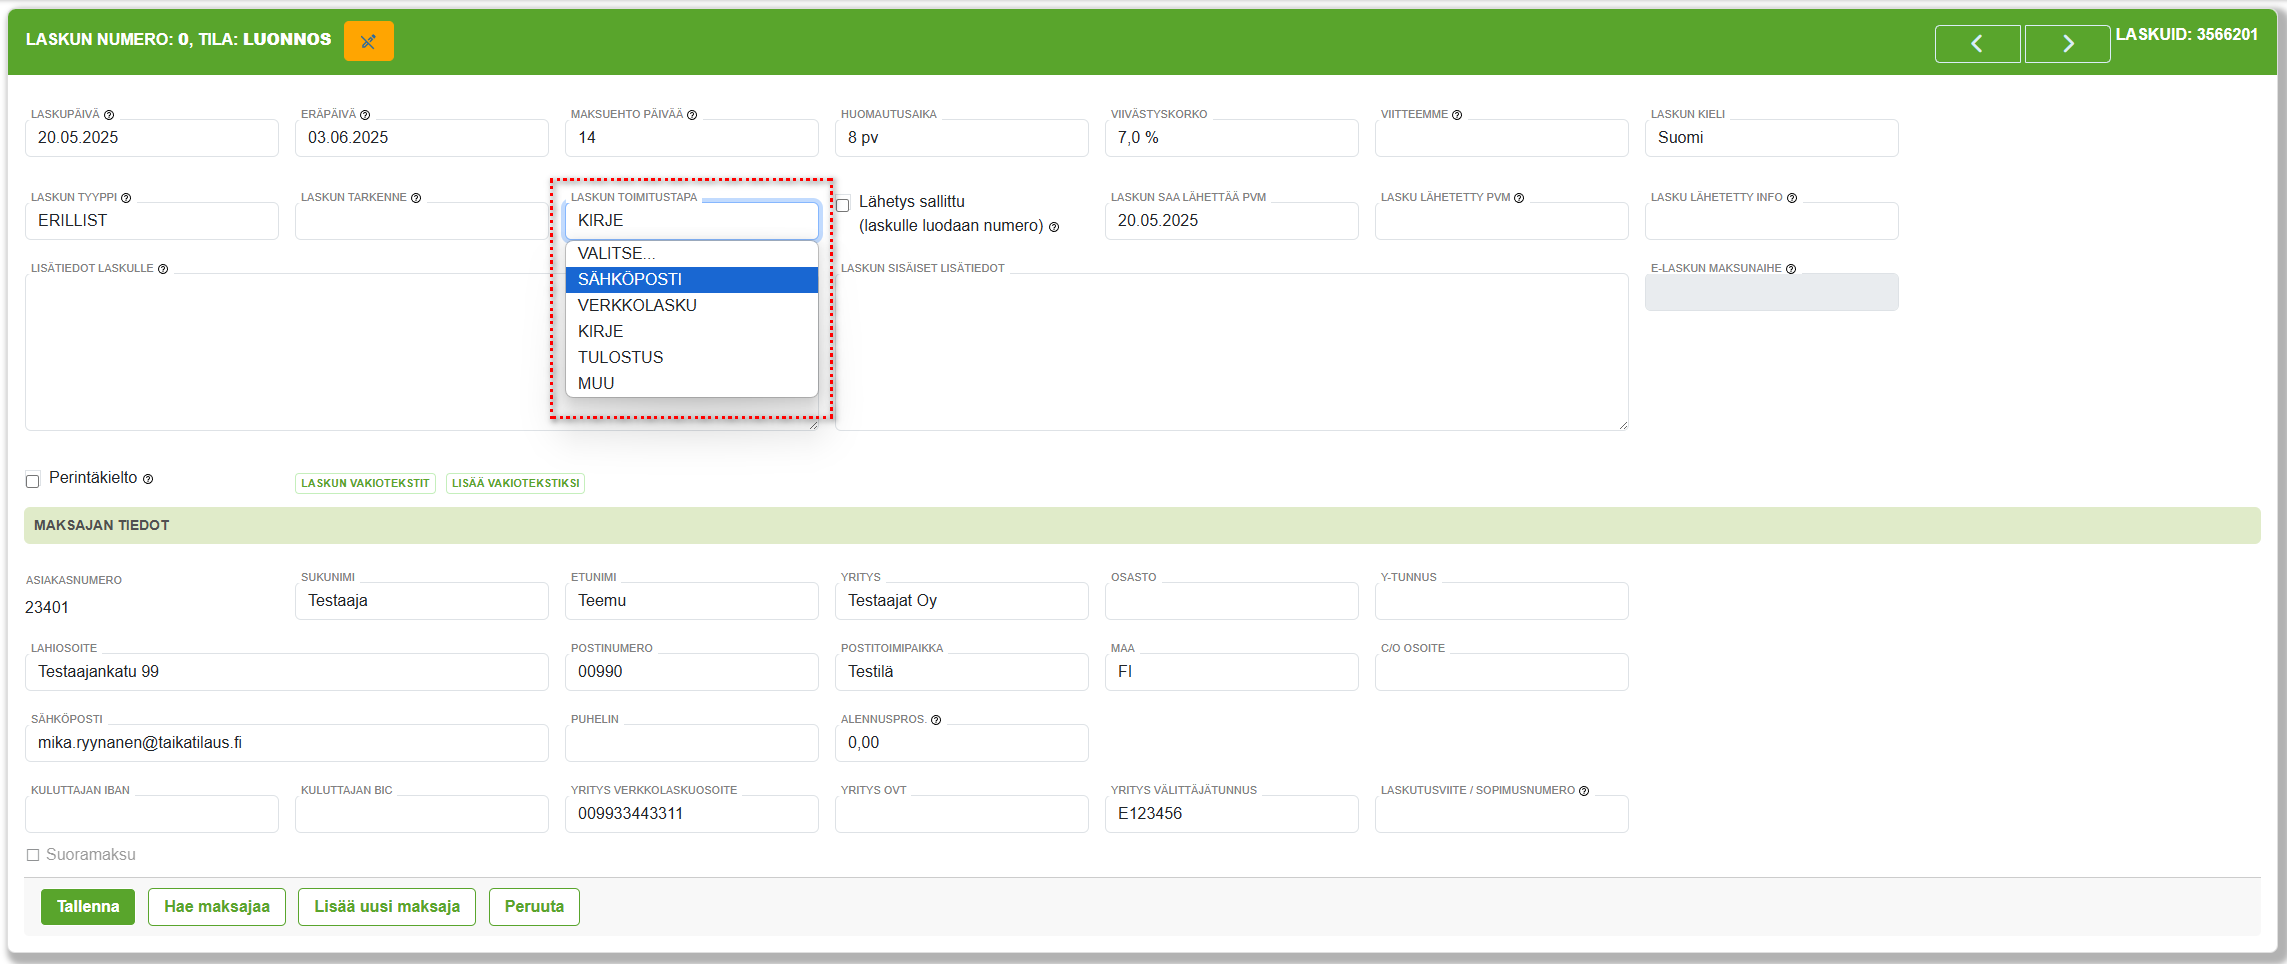 LASKUN NUMERO: 0, TILA: LUONNOS
LASKUID: 3566201
LASKUPÄIVÄ
ERÄPÄIVÄ
MAKSUEHTO PÄIVÄÄ
HUOMAUTUSAIKA
VIIVÄSTYSKORKO
VIITTEEMME
LASKUN KIELI
20.05.2025
03.06.2025
14
8 pv
7,0 %
Suomi
LASKUN TYYPPI
LASKUN TARKENNE
LASKUN TOIMITUSTAPA
Lähetys sallittu
(laskulle luodaan numero)
LASKUN SAA LÄHETTÄÄ PVM
LASKU LÄHETETTY PVM
LASKU LÄHETETTY INFO
ERILLIST
KIRJE
20.05.2025
VALITSE...
SÄHKÖPOSTI
VERKKOLASKU
KIRJE
TULOSTUS
MUU
LISÄTIEDOT LASKULLE
LASKUN SISÄISET LISÄTIEDOT
E-LASKUN MAKSUNAIHE
Perintäkielto
LASKUN VAKIOTEKSTIT
LISÄÄ VAKIOTEKSTIKSI
MAKSAJAN TIEDOT
ASIAKASNUMERO
SUKUNIMI
ETUNIMI
YRITYS
OSASTO
Y-TUNNUS
23401
Testaaja
Teemu
Testaajat Oy
LAHIOSOITE
POSTINUMERO
POSTITOIMIPAIKKA
MAA
C/O OSOITE
Testaajankatu 99
00990
Testilä
FI
SÄHKÖPOSTI
PUHELIN
ALENNUSPROS.
mika.ryynanen@taikatilaus.fi
0,00
KULUTTAJAN IBAN
KULUTTAJAN BIC
YRITYS VERKKOLASKUOSOITE
YRITYS OVT
YRITYS VÄLITTÄJÄTUNNUS
LASKUTUSVIITE / SOPIMUSNUMERO
009933443311
E123456
Suoramaksu
Tallenna
Hae maksajaa
Lisää uusi maksaja
Peruuta